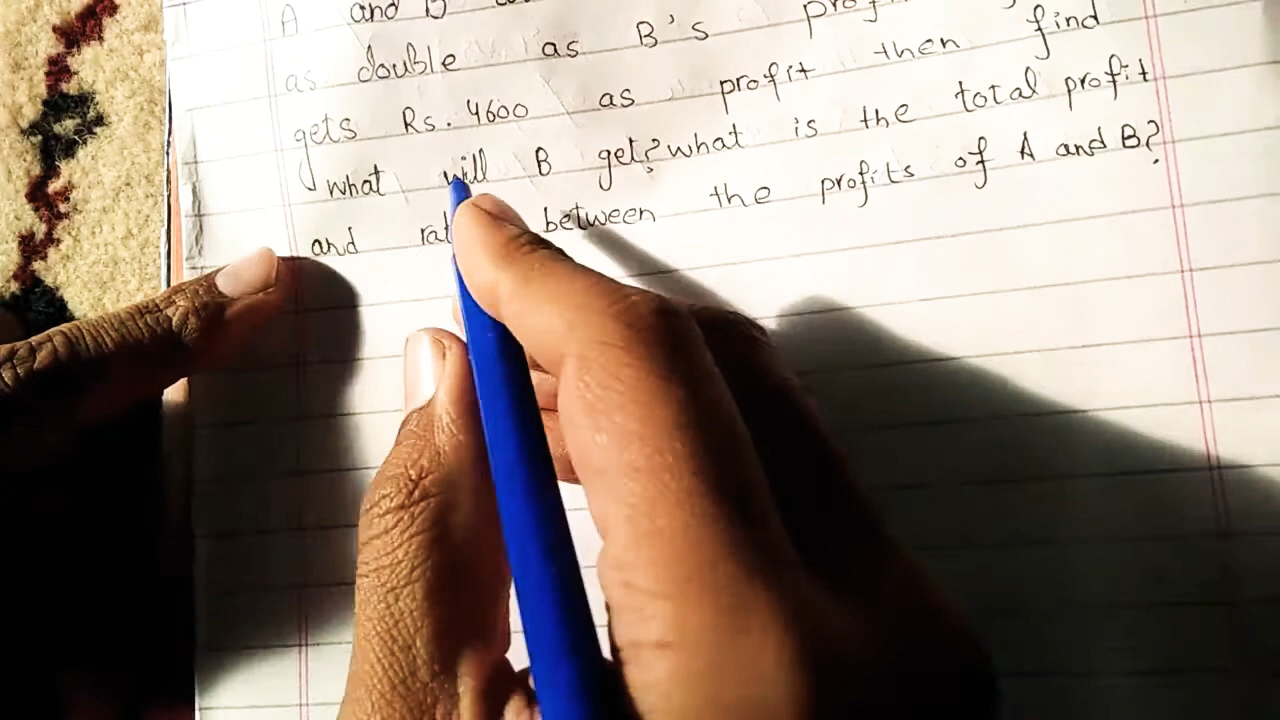 A and B
as double as B's
gets Rs. 4600 as profit then find
what will B get? what is the total profit
and between the profits of A and B?